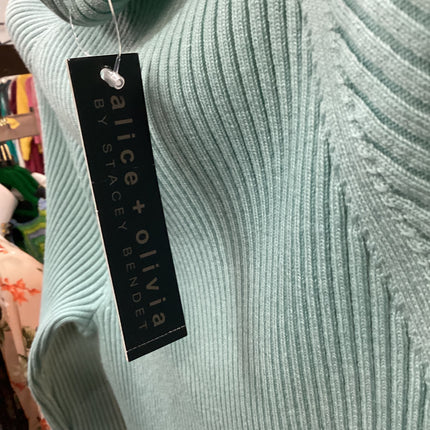 alice + olivia
BY STACEY BENDET